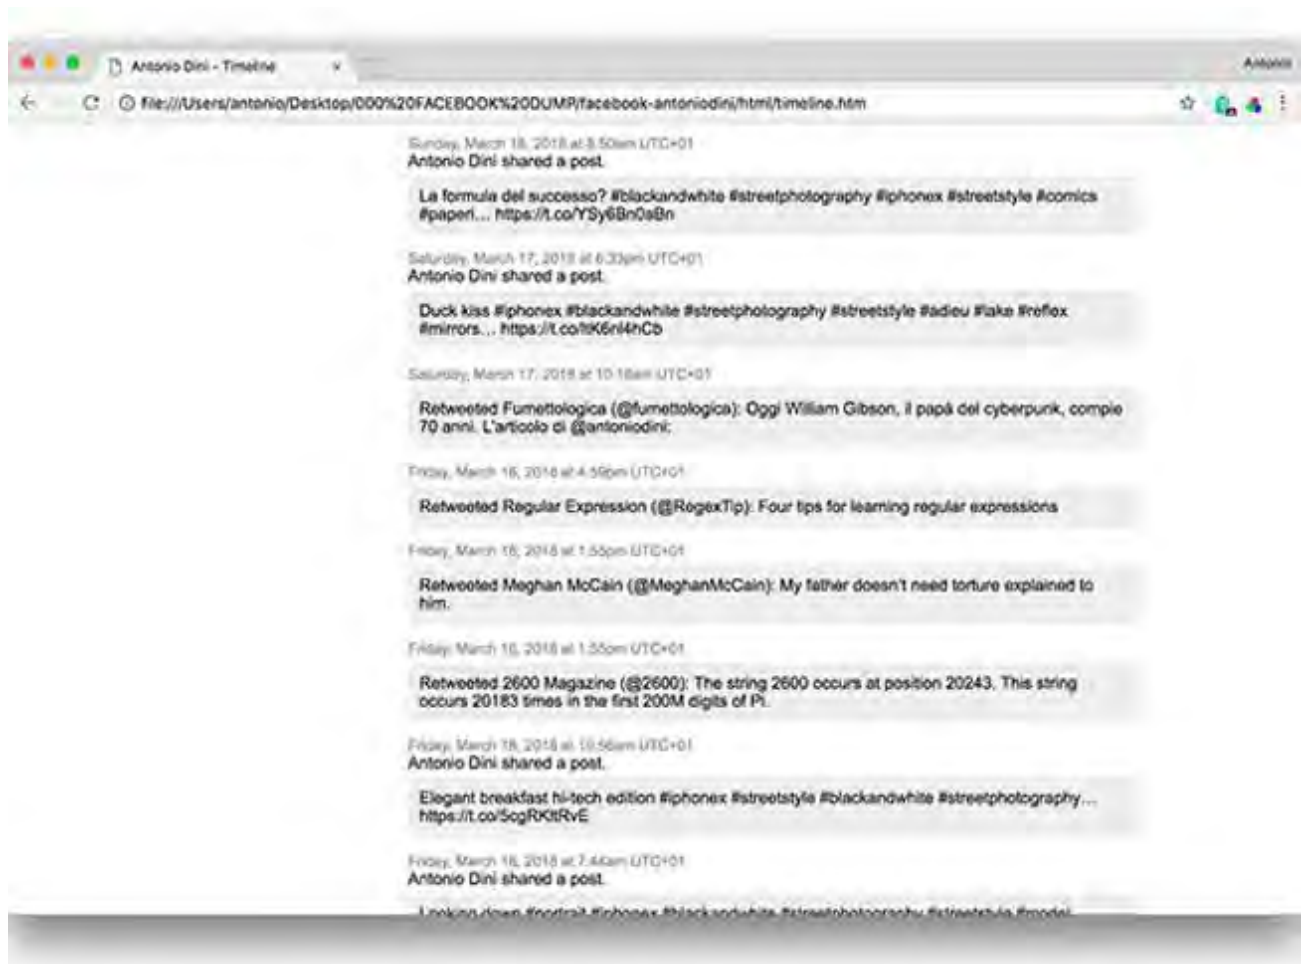 Antonio Dini - Timeline
Antonio
file:///Users/antonio/Desktop/000%20FACEBOOK%20DUMP/facebook-antoniodini/html/timeline.htm
Sunday, March 18, 2018 at 8:50am UTC+01
Antonio Dini shared a post.
La formula del successo? #blackandwhite #streetphotography #iphonex #streetstyle #comics
#paperi… https://t.co/YSy6Bn0aBn
Saturday, March 17, 2018 at 6:33pm UTC+01
Antonio Dini shared a post.
Duck kiss #iphonex #blackandwhite #streetphotography #streetstyle #adieu #lake #reflex
#mirrors…
Saturday, March 17, 2018 at 10:18am UTC+01
Retweeted Fumettologica (@fumettologica): Oggi William Gibson, il papà del cyberpunk, compie
70 anni. L'articolo di @antoniodini:
Friday, March 16, 2018 at 4:59pm UTC+01
Retweeted Regular Expression (@RegexTip): Four tips for learning regular expressions
Friday, March 16, 2018 at 1:55pm UTC+01
Retweeted Meghan McCain (@MeghanMcCain): My father doesn't need torture explained to
him.
Friday, March 16, 2018 at 1:55pm UTC+01
Retweeted 2600 Magazine (@2600): The string 2600 occurs at position 20243. This string
occurs 20183 times in the first 200M digits of Pi.
Friday, March 16, 2018 at 10:56am UTC+01
Antonio Dini shared a post.
Elegant breakfast hi-tech edition #iphonex #streetstyle #blackandwhite #streetphotography…
Friday, March 16, 2018 at 7:44am UTC+01
Antonio Dini shared a post.
Looking down #portrait #iphonex #blackandwhite #streetphotography #streetstyle #model